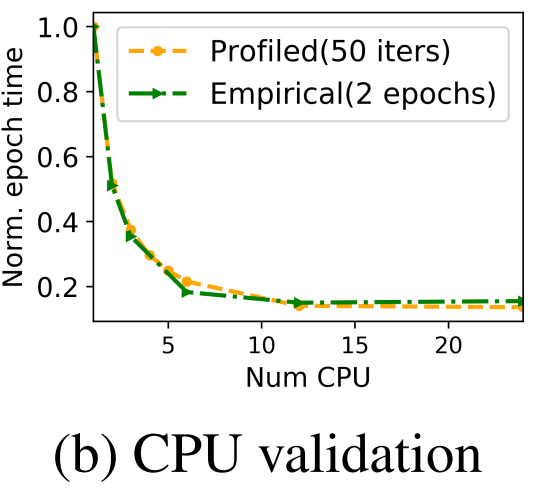 Norm. epoch time
1.0
0.8
0.6
0.4
0.2
Profiled(50 iters)
Empirical(2 epochs)
5 10 15 20
Num CPU
(b) CPU validation